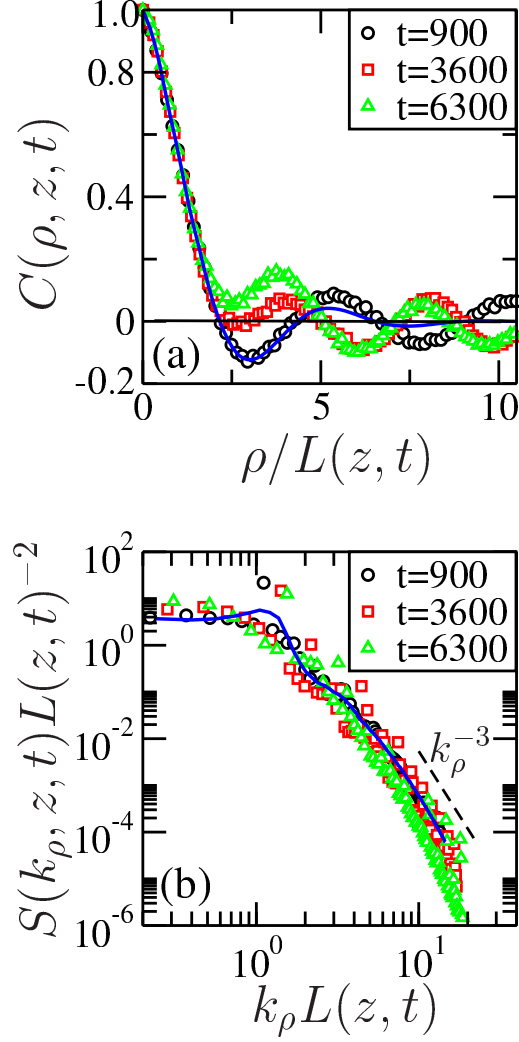 1.0
0.8
0.4
0
-0.2
C(ρ, z, t)
t=900
t=3600
t=6300
(a)
0
5
10
ρ/L(z, t)
10^2
10^0
10^-2
10^-4
10^-6
S(k_ρ, z, t)L(z, t)^−2
t=900
t=3600
t=6300
k_ρ^−3
(b)
10^0
10^1
k_ρL(z, t)